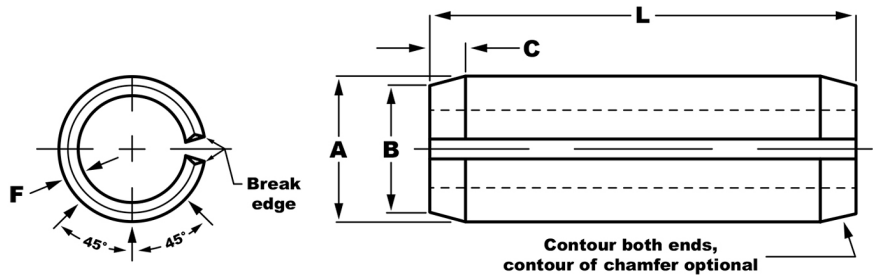 L
C
A
B
F
Break
edge
45°
45°
Contour both ends,
contour of chamfer optional